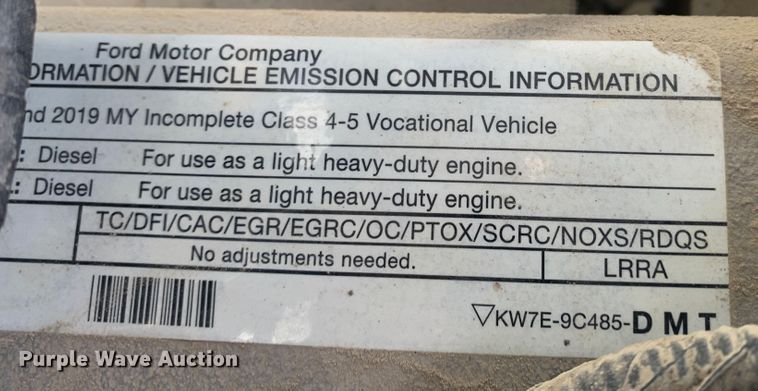 Ford Motor Company
ORMATION / VEHICLE EMISSION CONTROL INFORMATION
nd 2019 MY Incomplete Class 4-5 Vocational Vehicle
.: Diesel For use as a light heavy-duty engine.
.: Diesel For use as a light heavy-duty engine.
TC/DFI/CAC/EGR/EGRC/OC/PTOX/SCRC/NOXS/RDQS
No adjustments needed. LRRA
▽KW7E-9C485-DMT
Purple Wave Auction